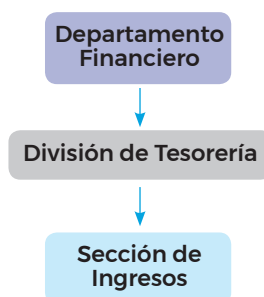 Departamento
Financiero
División de Tesorería
Sección de
Ingresos